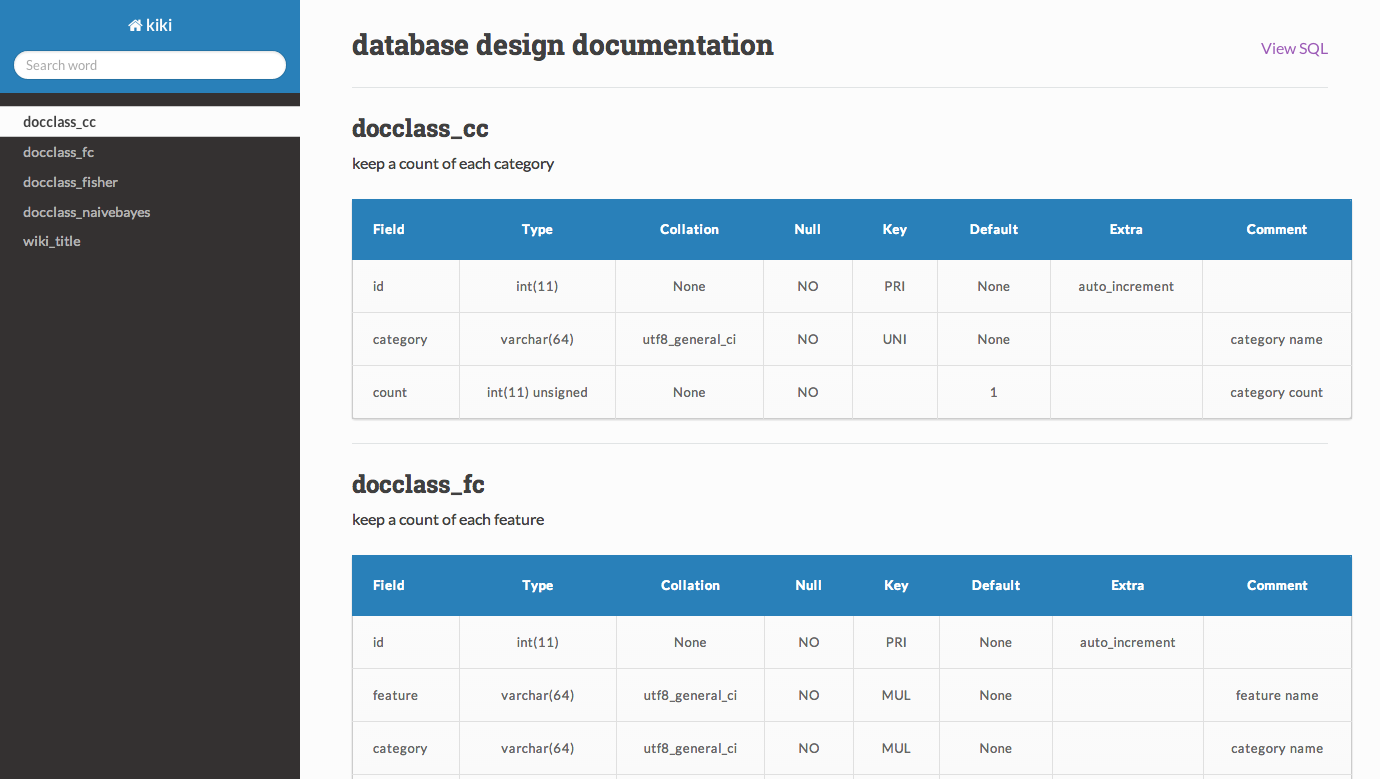 kiki
Search word
docclass_cc
docclass_fc
docclass_fisher
docclass_naivebayes
wiki_title
database design documentation
View SQL
docclass_cc
keep a count of each category
Field Type Collation Null Key Default Extra Comment
id int(11) None NO PRI None auto_increment
category varchar(64) utf8_general_ci NO UNI None category name
count int(11) unsigned None NO 1 category count
docclass_fc
keep a count of each feature
Field Type Collation Null Key Default Extra Comment
id int(11) None NO PRI None auto_increment
feature varchar(64) utf8_general_ci NO MUL None feature name
category varchar(64) utf8_general_ci NO MUL None category name